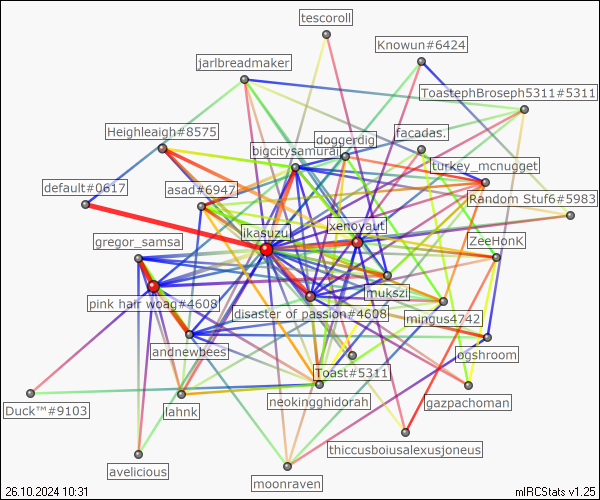 tescoroll
Knowun#6424
jarlbreadmaker
ToastephBroseph5311#5311
Heighleaigh#8575
doggerdig
facadas.
bigcitysamurai
turkey_mcnugget
default#0617
asad#6947
Random Stuf6#5983
ikasuzu
xenoyaut
gregor_samsa
ZeeHonK
mukszi
pink hair woag#4608
disaster of passion#4608
mingus4742
andnewbees
ogshroom
Toast#5311
Duck™#9103
lahnk
neokingghidorah
gazpachoman
thiccusboiusalexusjoneus
avelicious
moonraven
26.10.2024 10:31
mIRCStats v1.25